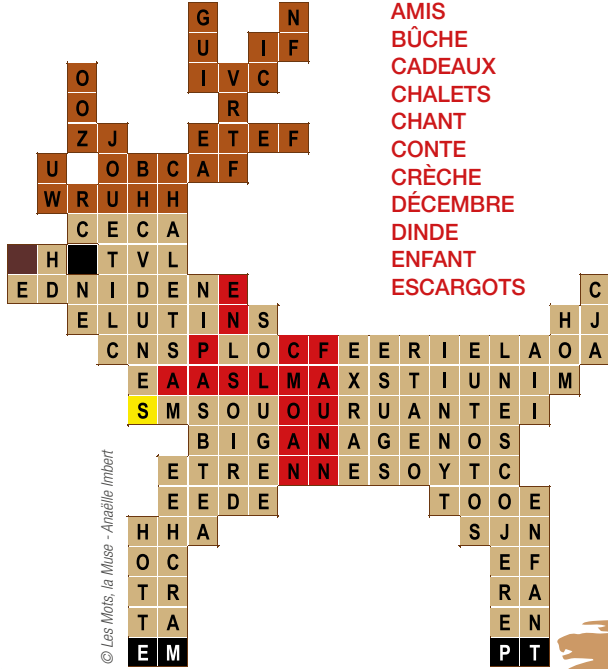 G N
U I F
O I V C
O R
Z J E T E F
U O B C A F
W R U H H
C E C A
H T V L
E D N I D E N E C
E L U T I N S H J
C N S P L O C F E E R I E L A O A
E A A S L M A X S T I U N I M
S M S O U O U R U A N T E I
B I G A N A G E N O S
E T R E N N E S O Y T C
E E D E T O O E
H H A S J N
O C E F
T R R A
T A E N
E M P T
AMIS
BÛCHE
CADEAUX
CHALETS
CHANT
CONTE
CRÈCHE
DÉCEMBRE
DINDE
ENFANT
ESCARGOTS
© Les Mots, la Muse - Anaëlle Imbert